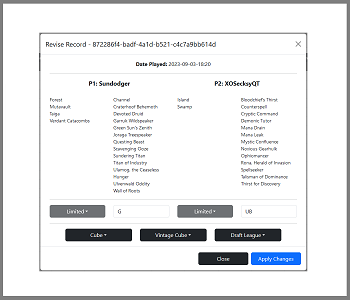 Revise Record - 872286f4-badf-4a1d-b521-c4c7a9bb614d
×
Date Played: 2023-09-03-18:20
P1: Sundodger
Forest
Mutavault
Taiga
Verdant Catacombs
Channel
Craterhoof Behemoth
Devoted Druid
Garruk Wildspeaker
Green Sun's Zenith
Joraga Treespeaker
Questing Beast
Scavenging Ooze
Sundering Titan
Titan of Industry
Ulamog, the Ceaseless
Hunger
Ulvenwald Oddity
Wall of Roots
P2: XOSecksyQT
Island
Swamp
Bloodchief's Thirst
Counterspell
Cryptic Command
Demonic Tutor
Mana Drain
Mana Leak
Mystic Confluence
Noxious Gearhulk
Ophiomancer
Rona, Herald of Invasion
Spellseeker
Talisman of Dominance
Thirst for Discovery
Limited
G
Limited
UB
Cube
Vintage Cube
Draft League
Close
Apply Changes